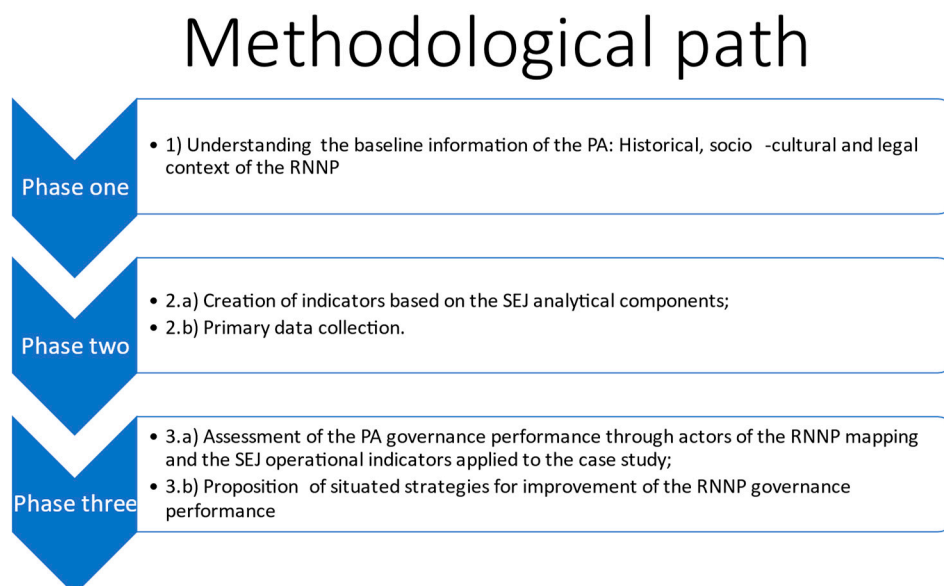 Methodological path
Phase one
• 1) Understanding the baseline information of the PA: Historical, socio -cultural and legal
context of the RNNP
Phase two
• 2.a) Creation of indicators based on the SEJ analytical components;
• 2.b) Primary data collection.
Phase three
• 3.a) Assessment of the PA governance performance through actors of the RNNP mapping
and the SEJ operational indicators applied to the case study;
• 3.b) Proposition of situated strategies for improvement of the RNNP governance
performance